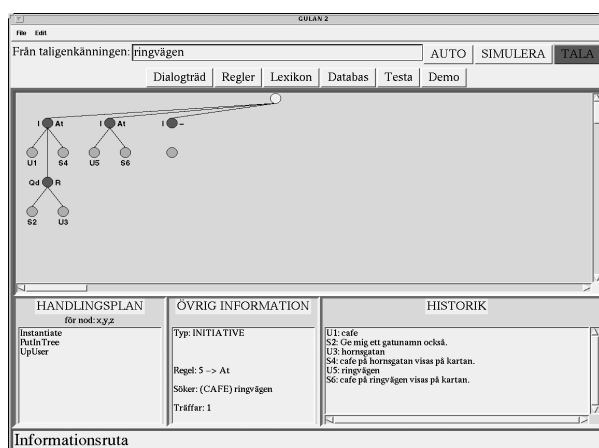 GULAN 2
File Edit
Från taligenkänningen: ringvägen AUTO SIMULERA TALA
Dialogträd Regler Lexikon Databas Testa Demo
I At I At I –
U1 S4 U5 S6
Qd R
S2 U3
HANDLINGSPLAN
för nod: x,y,z
Instantiate
PutInTree
UpUser
ÖVRIG INFORMATION
Typ: INITIATIVE
Regel: 5 -> At
Söker: (CAFE) ringvägen
Träffar: 1
HISTORIK
U1: cafe
S2: Ge mig ett gatunamn också.
U3: hornsgatan
S4: cafe på hornsgatan visas på kartan.
U5: ringvägen
S6: cafe på ringvägen visas på kartan.
Informationsruta